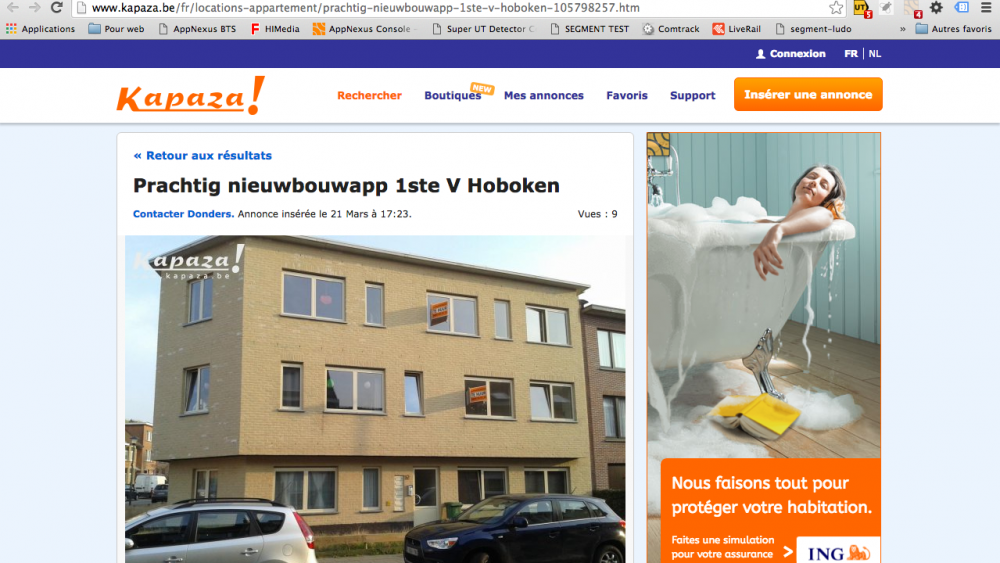 www.kapaza.be/fr/locations-appartement/prachtig-nieuwbouwapp-1ste-v-hoboken-105798257.htm
UT 5 4
Applications Pour web AppNexus BTS HIMedia AppNexus Console Super UT Detector C SEGMENT TEST Comtrack LiveRail segment-ludo » Autres favoris
Connexion FR | NL
Kapaza!
Rechercher Boutiques NEW Mes annonces Favoris Support Insérer une annonce
« Retour aux résultats
Prachtig nieuwbouwapp 1ste V Hoboken
Contacter Donders. Annonce insérée le 21 Mars à 17:23. Vues : 9
Kapaza!
www.kapaza.be
Nous faisons tout pour
protéger votre habitation.
Faites une simulation
pour votre assurance > ING